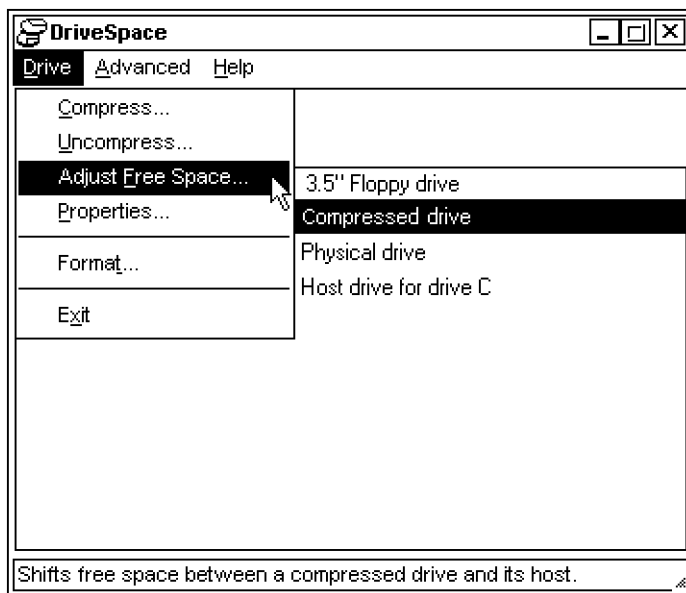 DriveSpace
Drive Advanced Help
Compress...
Uncompress...
Adjust Free Space...
Properties...
Format...
Exit
3.5" Floppy drive
Compressed drive
Physical drive
Host drive for drive C
Shifts free space between a compressed drive and its host.